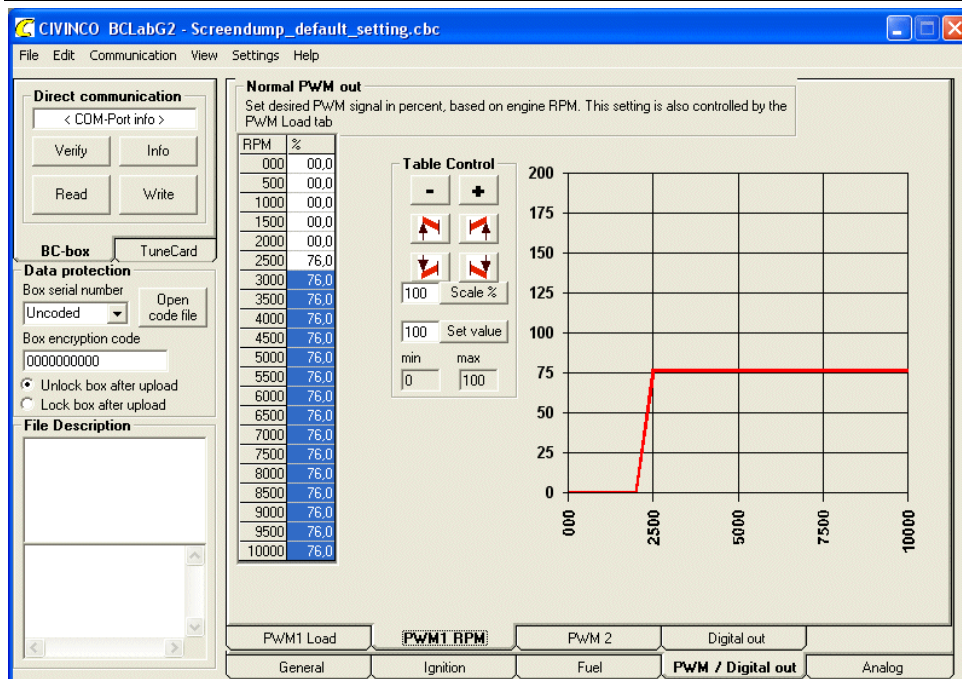 CIVINCO BCLabG2 - Screendump_default_setting.cbc
File Edit Communication View Settings Help
Direct communication
< COM-Port info >
Verify Info
Read Write
BC-box TuneCard
Data protection
Box serial number
Uncoded
Open code file
Box encryption code
0000000000
Unlock box after upload
Lock box after upload
File Description
Normal PWM out
Set desired PWM signal in percent, based on engine RPM. This setting is also controlled by the
PWM Load tab
RPM %
000 00,0
500 00,0
1000 00,0
1500 00,0
2000 00,0
2500 76,0
3000 76,0
3500 76,0
4000 76,0
4500 76,0
5000 76,0
5500 76,0
6000 76,0
6500 76,0
7000 76,0
7500 76,0
8000 76,0
8500 76,0
9000 76,0
9500 76,0
10000 76,0
Table Control
- +
100 Scale %
100 Set value
min max
0 100
200
175
150
125
100
75
50
25
0
000 2500 5000 7500 10000
PWM1 Load PWM1 RPM PWM 2 Digital out
General Ignition Fuel PWM / Digital out Analog